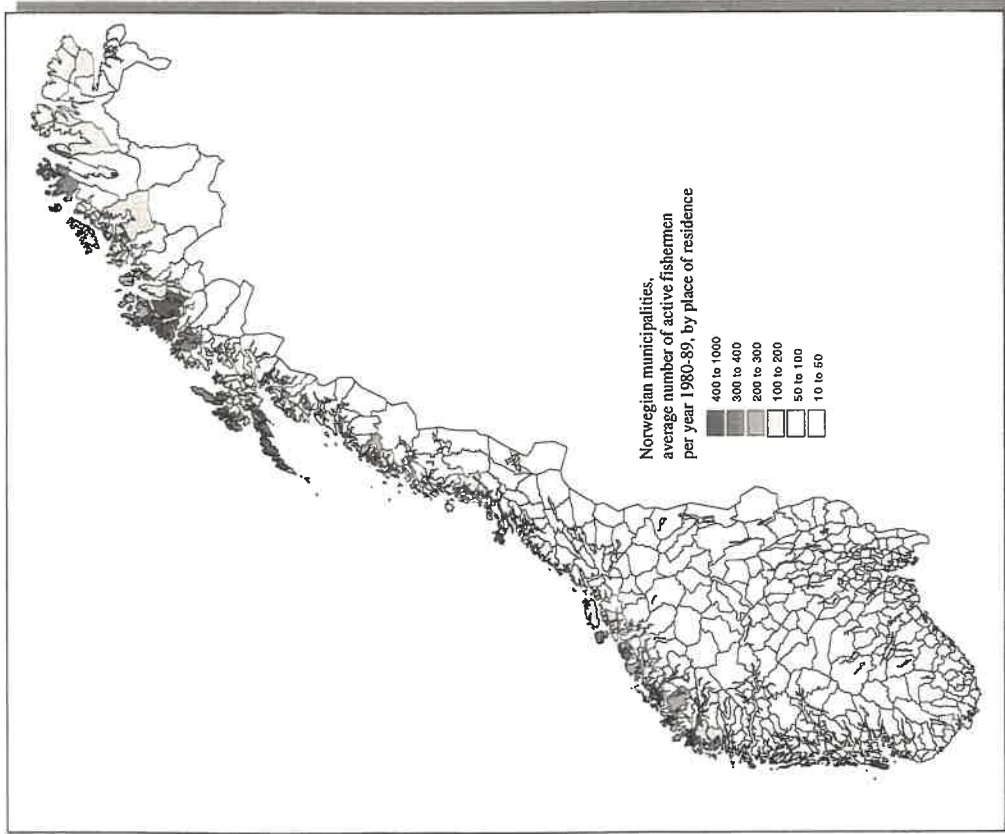 Norwegian municipalities,
average number of active fishermen
per year 1980-89, by place of residence
400 to 1000
300 to 400
200 to 300
100 to 200
50 to 100
10 to 50